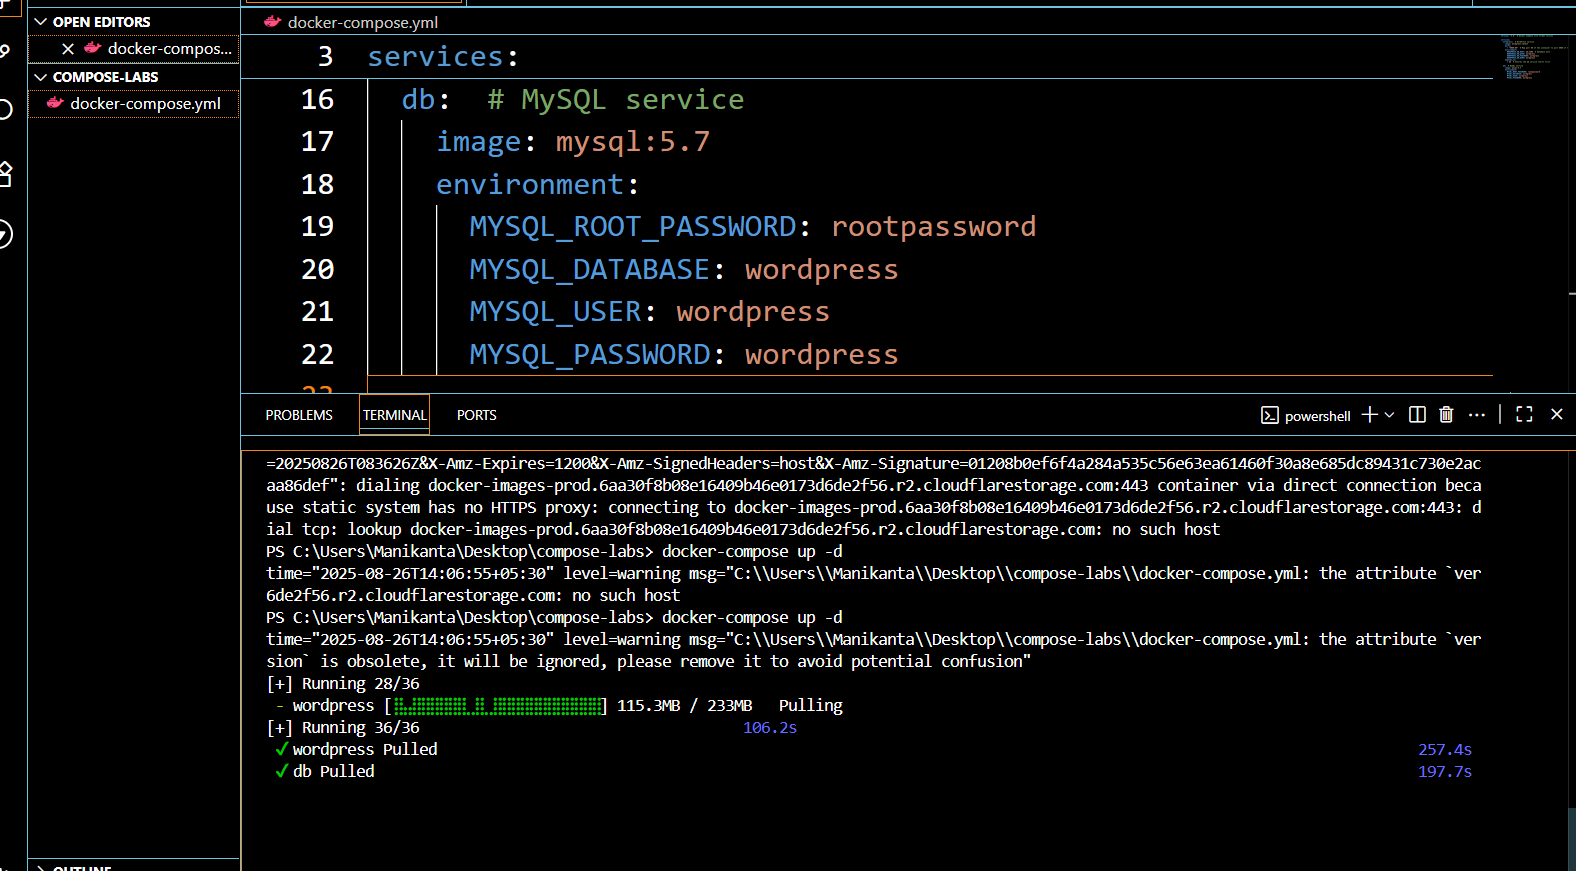 OPEN EDITORS
docker-compos...
COMPOSE-LABS
docker-compose.yml
OUTLINE
docker-compose.yml
3 services:
16 db: # MySQL service
17 image: mysql:5.7
18 environment:
19 MYSQL_ROOT_PASSWORD: rootpassword
20 MYSQL_DATABASE: wordpress
21 MYSQL_USER: wordpress
22 MYSQL_PASSWORD: wordpress
23
PROBLEMS TERMINAL PORTS powershell
=20250826T083626Z&X-Amz-Expires=1200&X-Amz-SignedHeaders=host&X-Amz-Signature=01208b0ef6f4a284a535c56e63ea61460f30a8e685dc89431c730e2ac
aa86def": dialing docker-images-prod.6aa30f8b08e16409b46e0173d6de2f56.r2.cloudflarestorage.com:443 container via direct connection beca
use static system has no HTTPS proxy: connecting to docker-images-prod.6aa30f8b08e16409b46e0173d6de2f56.r2.cloudflarestorage.com:443: d
ial tcp: lookup docker-images-prod.6aa30f8b08e16409b46e0173d6de2f56.r2.cloudflarestorage.com: no such host
PS C:\Users\Manikanta\Desktop\compose-labs> docker-compose up -d
time="2025-08-26T14:06:55+05:30" level=warning msg="C:\\Users\\Manikanta\\Desktop\\compose-labs\\docker-compose.yml: the attribute `ver
6de2f56.r2.cloudflarestorage.com: no such host
PS C:\Users\Manikanta\Desktop\compose-labs> docker-compose up -d
time="2025-08-26T14:06:55+05:30" level=warning msg="C:\\Users\\Manikanta\\Desktop\\compose-labs\\docker-compose.yml: the attribute `ver
sion` is obsolete, it will be ignored, please remove it to avoid potential confusion"
[+] Running 28/36
- wordpress [] 115.3MB / 233MB Pulling
[+] Running 36/36 106.2s
✓ wordpress Pulled 257.4s
✓ db Pulled 197.7s